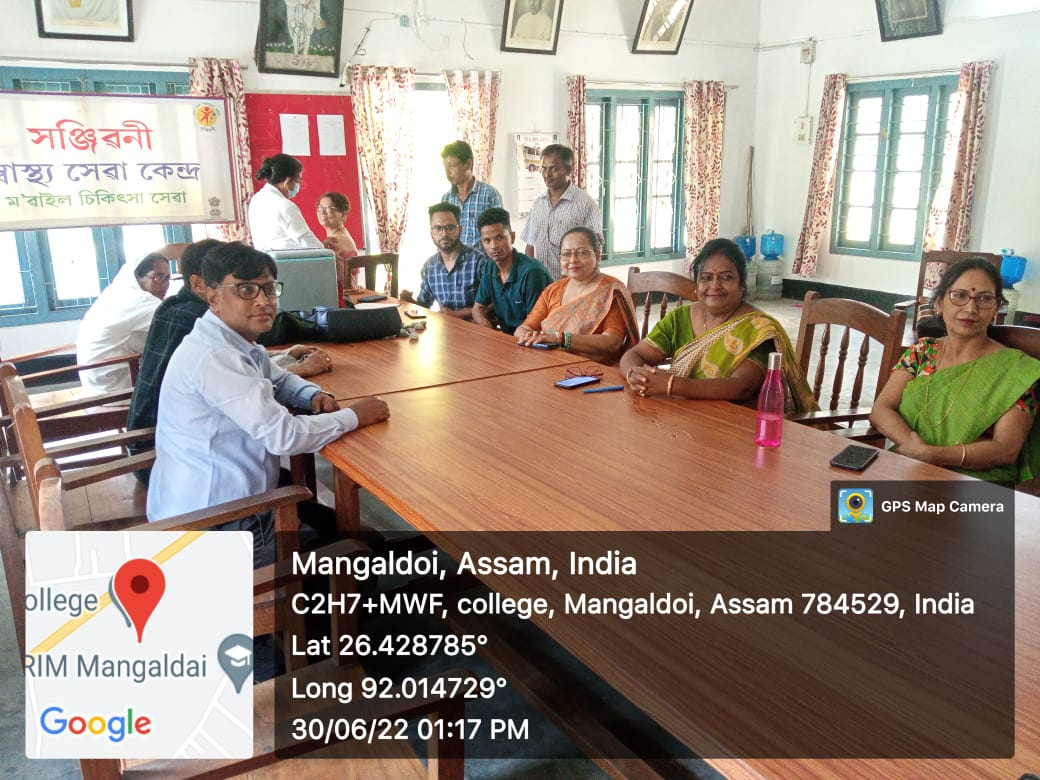 সঞ্জিৱনী
স্বাস্থ্য সেৱা কেন্দ্ৰ
ম'বাইল চিকিৎসা সেৱা
GPS Map Camera
Mangaldoi, Assam, India
C2H7+MWF, college, Mangaldoi, Assam 784529, India
Lat 26.428785°
Long 92.014729°
30/06/22 01:17 PM
ollege
RIM Mangaldai
Google